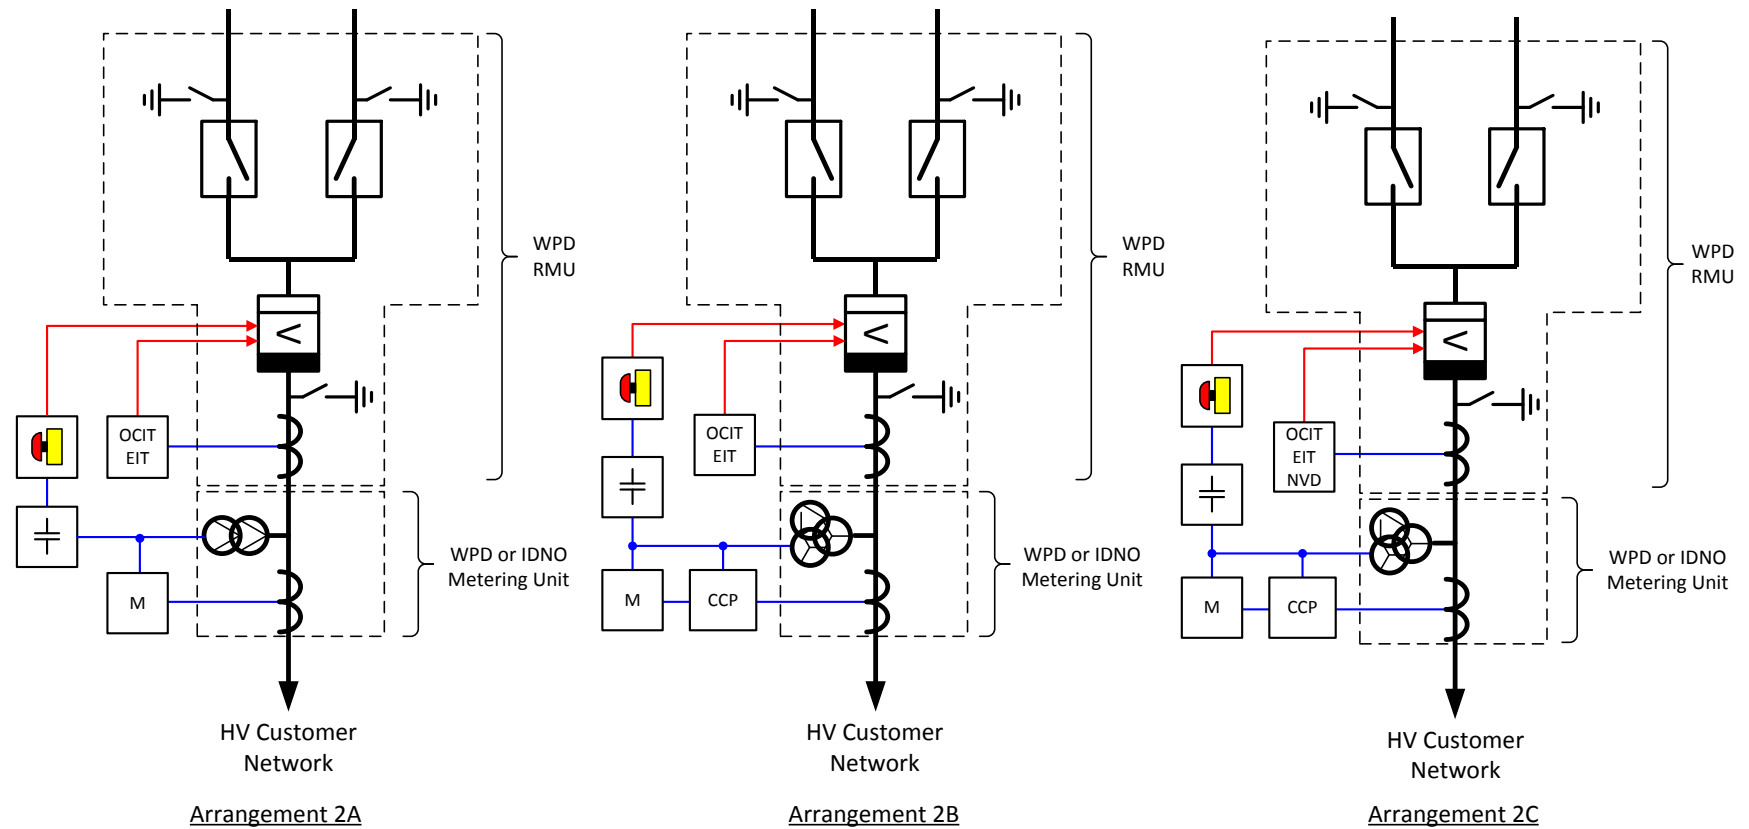 WPD
RMU
OCIT
EIT
M
WPD or IDNO
Metering Unit
HV Customer
Network
Arrangement 2A
WPD
RMU
OCIT
EIT
M
CCP
WPD or IDNO
Metering Unit
HV Customer
Network
Arrangement 2B
WPD
RMU
OCIT
EIT
NVD
M
CCP
WPD or IDNO
Metering Unit
HV Customer
Network
Arrangement 2C